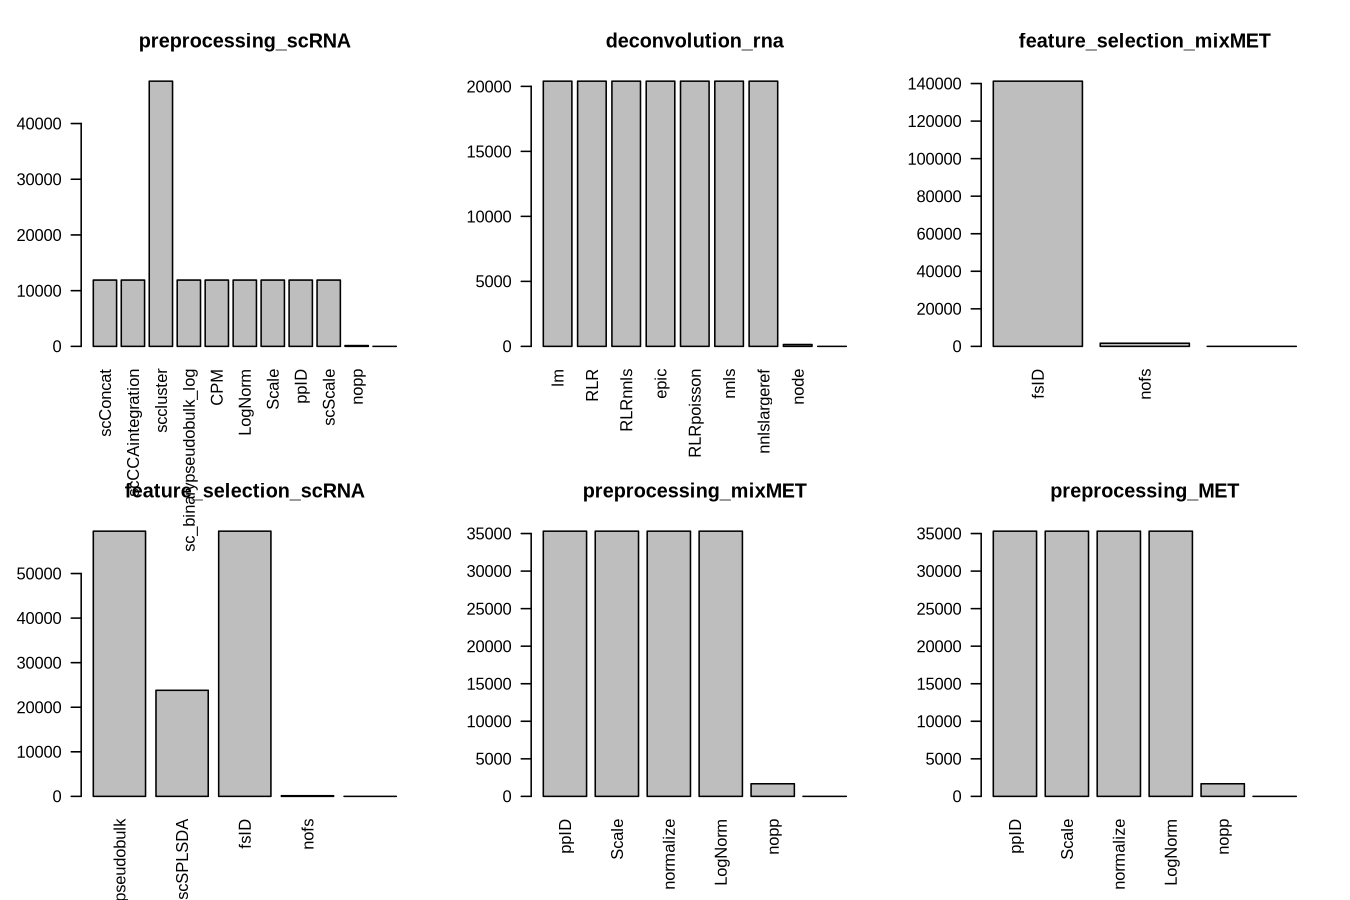 preprocessing_scRNA
40000
30000
20000
10000
0
scConcat
scCCAintegration
sccluster
sc_binarypseudobulk_log
CPM
LogNorm
Scale
ppID
scScale
nopp
deconvolution_rna
20000
15000
10000
5000
0
lm
RLR
RLRnnls
epic
RLRpoisson
nnls
nnlslargeref
node
feature_selection_mixMET
140000
120000
100000
80000
60000
40000
20000
0
fsID
nofs
feature_selection_scRNA
50000
40000
30000
20000
10000
0
pseudobulk
scSPLSDA
fsID
nofs
preprocessing_mixMET
35000
30000
25000
20000
15000
10000
5000
0
ppID
Scale
normalize
LogNorm
nopp
preprocessing_MET
35000
30000
25000
20000
15000
10000
5000
0
ppID
Scale
normalize
LogNorm
nopp